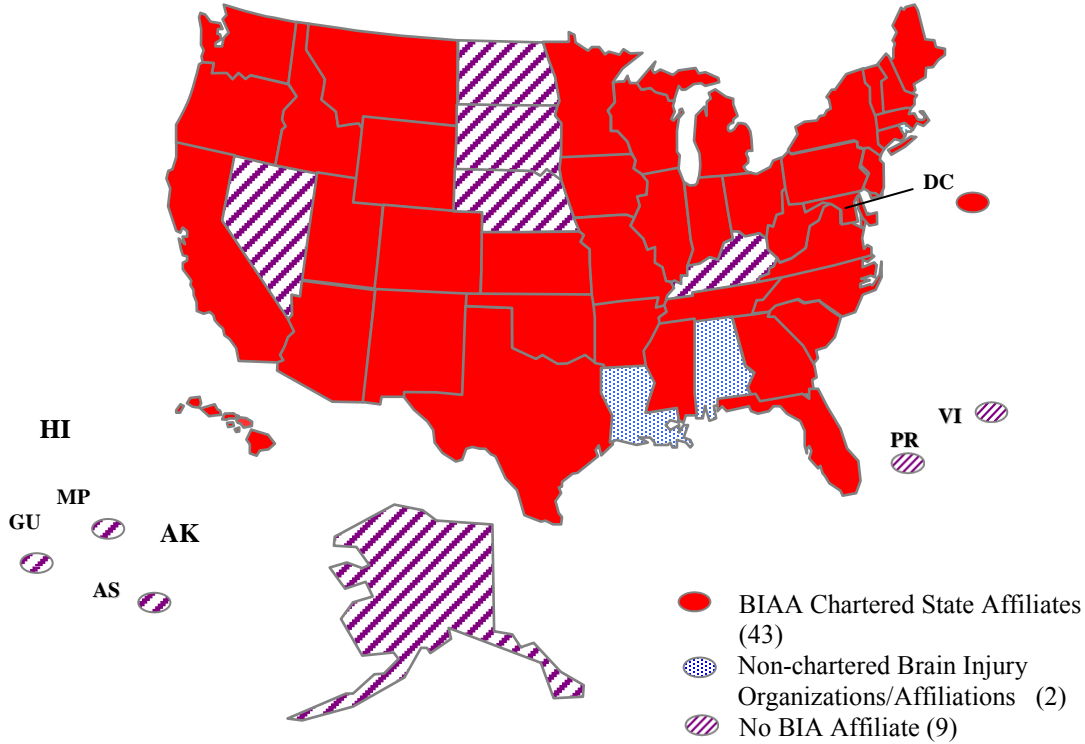 DC
HI
VI
PR
MP
GU
AK
AS
BIAA Chartered State Affiliates
(43)
Non-chartered Brain Injury
Organizations/Affiliations (2)
No BIA Affiliate (9)